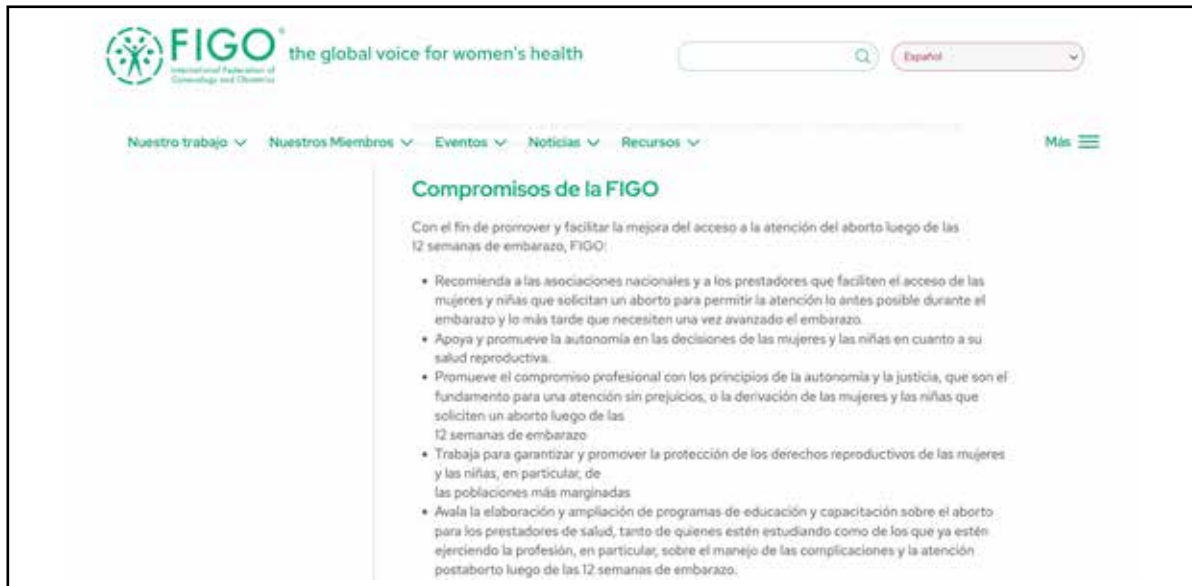 FIGO
the global voice for women's health
International Federation of
Gynecology and Obstetrics
Español
Nuestro trabajo
Nuestros Miembros
Eventos
Noticias
Recursos
Más
Compromisos de la FIGO
Con el fin de promover y facilitar la mejora del acceso a la atención del aborto luego de las
12 semanas de embarazo, FIGO:
• Recomienda a las asociaciones nacionales y a los prestadores que faciliten el acceso de las
mujeres y niñas que solicitan un aborto para permitir la atención lo antes posible durante el
embarazo y lo más tarde que necesiten una vez avanzado el embarazo.
• Apoya y promueve la autonomía en las decisiones de las mujeres y las niñas en cuanto a su
salud reproductiva.
• Promueve el compromiso profesional con los principios de la autonomía y la justicia, que son el
fundamento para una atención sin prejuicios, o la derivación de las mujeres y las niñas que
soliciten un aborto luego de las
12 semanas de embarazo
• Trabaja para garantizar y promover la protección de los derechos reproductivos de las mujeres
y las niñas, en particular, de
las poblaciones más marginadas
• Avala la elaboración y ampliación de programas de educación y capacitación sobre el aborto
para los prestadores de salud, tanto de quienes estén estudiando como de los que ya estén
ejerciendo la profesión, en particular, sobre el manejo de las complicaciones y la atención
postaborto luego de las 12 semanas de embarazo.